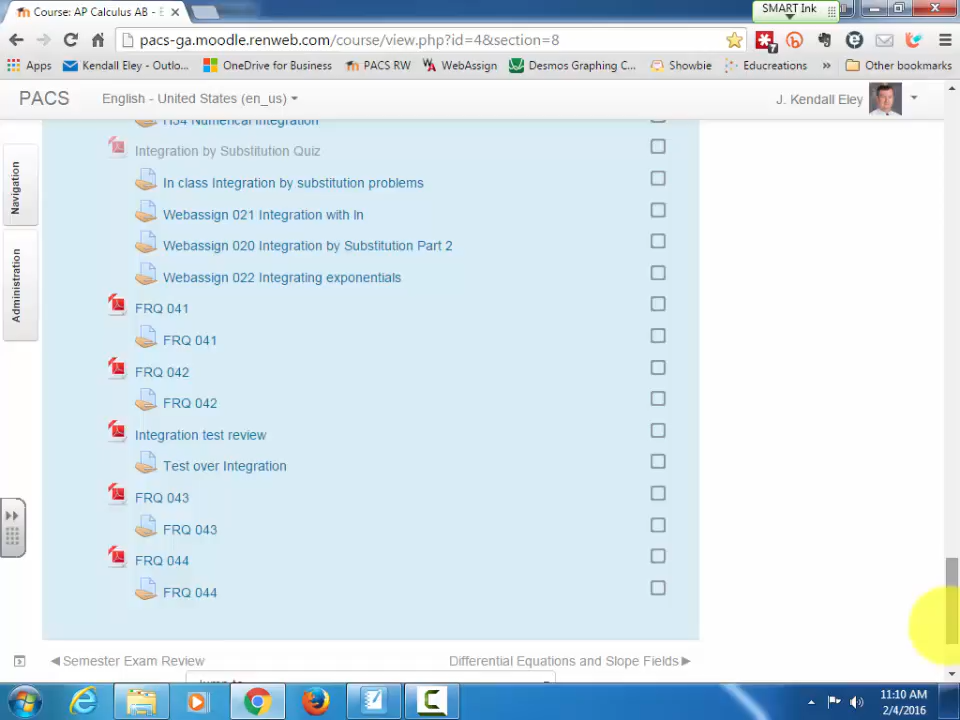 Course: AP Calculus AB - E
SMART Ink
pacs-ga.moodle.renweb.com/course/view.php?id=4&section=8
Apps
Kendall Eley - Outlo...
OneDrive for Business
PACS RW
WebAssign
Desmos Graphing C...
Showbie
Educreations
»
Other bookmarks
PACS
English - United States (en_us)
J. Kendall Eley
Navigation
Administration
H34 Numerical Integration
Integration by Substitution Quiz
In class Integration by substitution problems
Webassign 021 Integration with ln
Webassign 020 Integration by Substitution Part 2
Webassign 022 Integrating exponentials
FRQ 041
FRQ 041
FRQ 042
FRQ 042
Integration test review
Test over Integration
FRQ 043
FRQ 043
FRQ 044
FRQ 044
◀ Semester Exam Review
Differential Equations and Slope Fields ▶
11:10 AM
2/4/2016